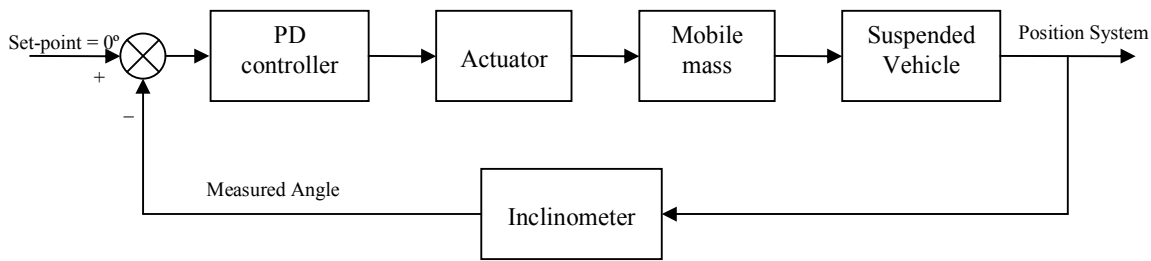 Set-point = 0º
+
−
PD
controller
Actuator
Mobile
mass
Suspended
Vehicle
Position System
Measured Angle
Inclinometer